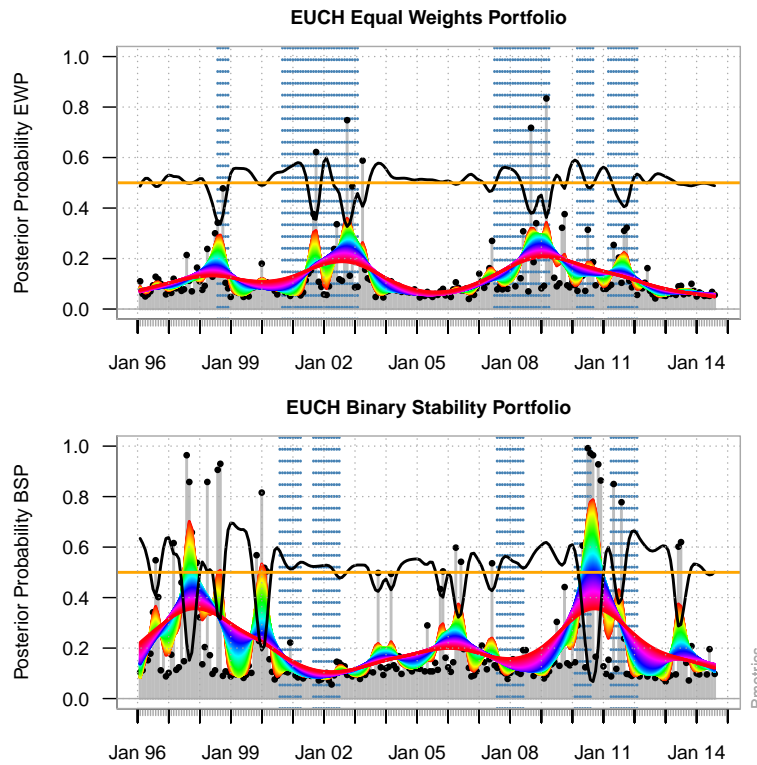 EUCH Equal Weights Portfolio
Posterior Probability EWP
1.0
0.8
0.6
0.4
0.2
0.0
Jan 96 Jan 99 Jan 02 Jan 05 Jan 08 Jan 11 Jan 14
EUCH Binary Stability Portfolio
Posterior Probability BSP
1.0
0.8
0.6
0.4
0.2
0.0
Jan 96 Jan 99 Jan 02 Jan 05 Jan 08 Jan 11 Jan 14
Rmetrics